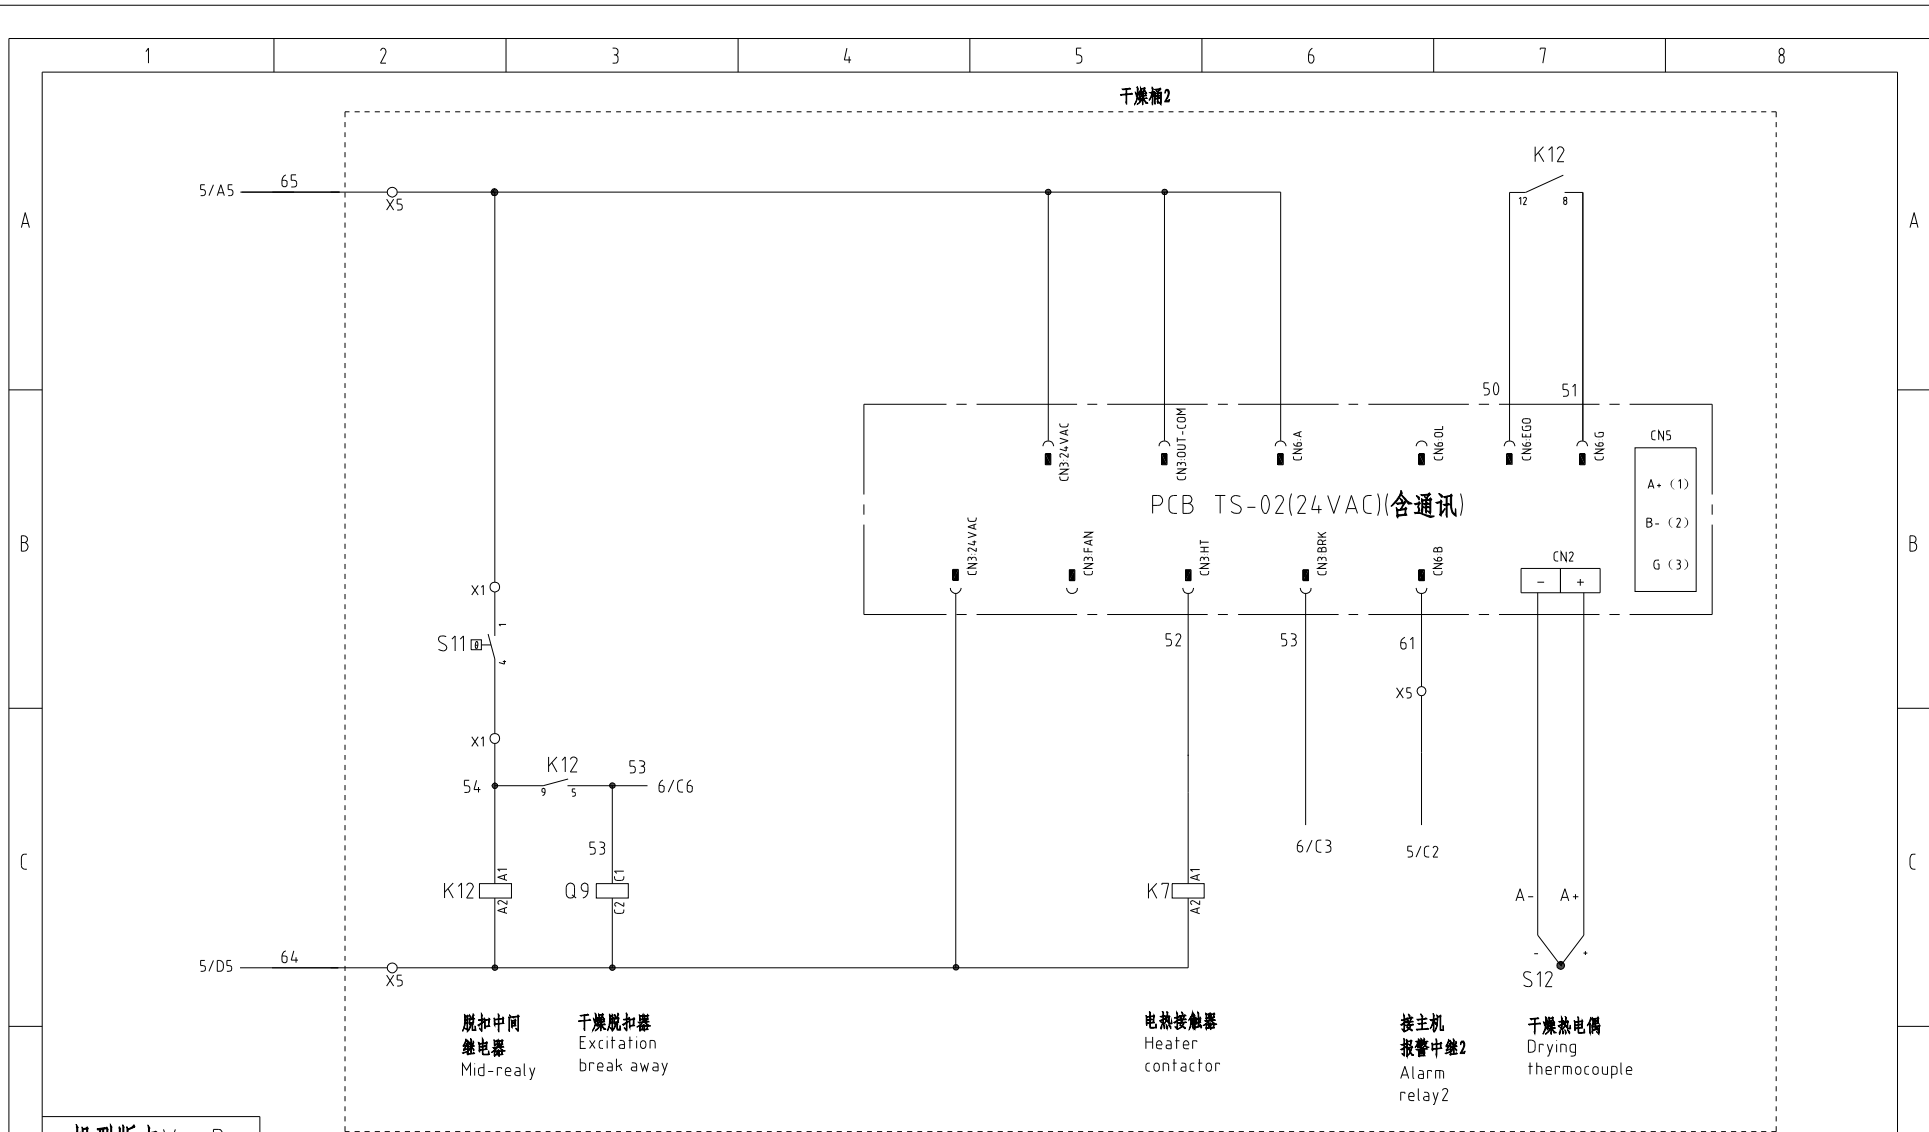 1 2 3 4 5 6 7 8
干燥桶2
K12
5/A5 65
X5
12 8
A A
50 51
CN3:24VAC
CN3:OUT-COM
CN6:A
CN6:OL
CN6:EGO
CN6:G
CN5
A+ (1)
B- (2)
G (3)
PCB TS-02(24VAC)(含通讯)
B B
CN3:24VAC
CN3:FAN
CN3:HT
CN3:BRK
CN6:B
CN2
- +
X1
1
S11
4
52 53 61
X5
X1
K12 53
54 6/C6
9 5
53
6/C3 5/C2
C C
K12 A1 A2
Q9 C1 C2
K7 A1 A2
A- A+
- +
S12
5/D5 64
X5
脱扣中间
继电器
Mid-realy
干燥脱扣器
Excitation
break away
电热接触器
Heater
contactor
接主机
报警中继2
Alarm
relay2
干燥热电偶
Drying
thermocouple